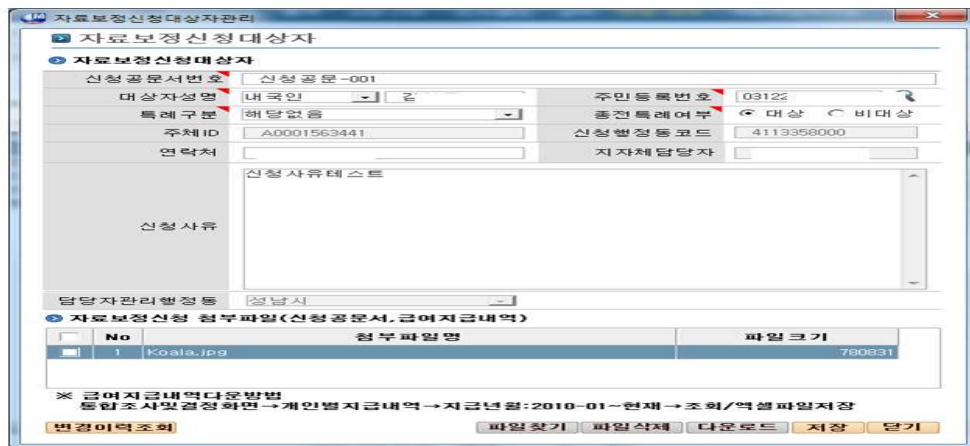 자료보정신청대상자관리
자료보정신청대상자
자료보정신청대상자
신청공문서번호 신청공문-001
대상자성명 내국인 주민등록번호 03122
특례구분 해당없음 종전특례여부 대상 비대상
주체ID A0001563441 신청행정동코드 4113358000
연락처 지자체담당자
신청사유 신청사유테스트
담당자관리행정동 성남시
자료보정신청 첨부파일(신청공문서,급여지급내역)
No 첨부파일명 파일크기
1 Koala.jpg 780831
※ 급여지급내역다운방법
통합조사및결정화면→개인별지급내역→지급년월:2010-01~현재→조회/엑셀파일저장
변경이력조회 파일찾기 파일삭제 다운로드 저장 닫기